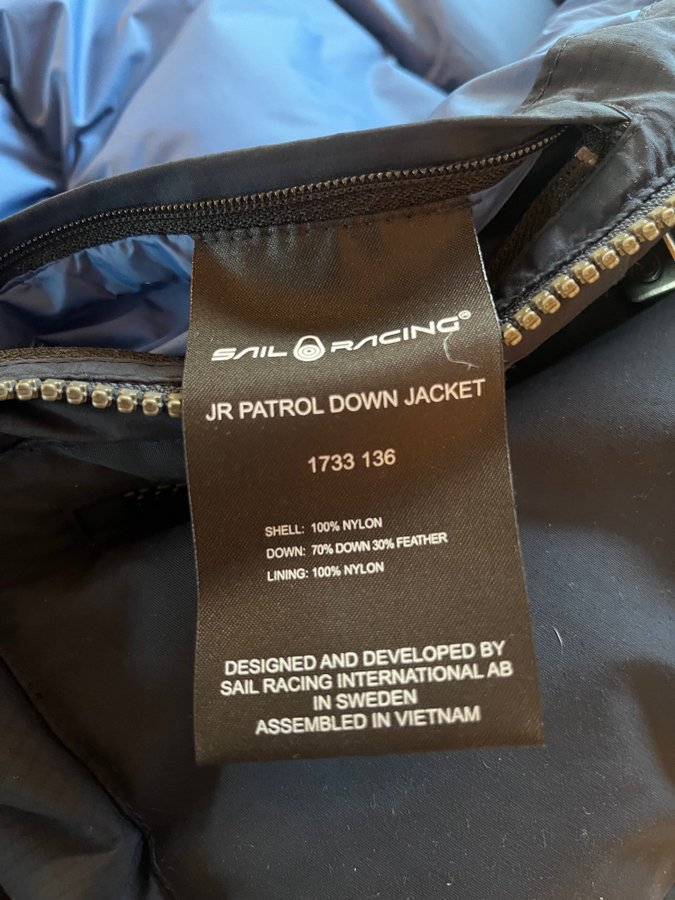 SAIL RACING®
JR PATROL DOWN JACKET
1733 136
SHELL: 100% NYLON
DOWN: 70% DOWN 30% FEATHER
LINING: 100% NYLON
DESIGNED AND DEVELOPED BY
SAIL RACING INTERNATIONAL AB
IN SWEDEN
ASSEMBLED IN VIETNAM